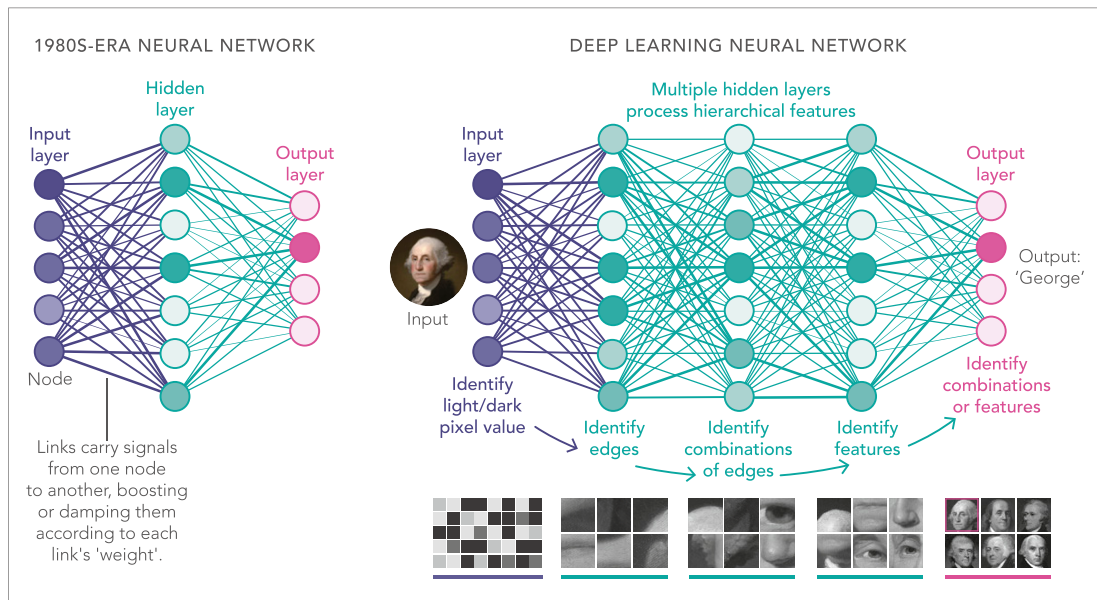 1980S-ERA NEURAL NETWORK
Hidden
layer
Input
layer
Output
layer
Node
Links carry signals
from one node
to another, boosting
or damping them
according to each
link's 'weight'.
DEEP LEARNING NEURAL NETWORK
Multiple hidden layers
process hierarchical features
Input
layer
Output
layer
Input
Output:
‘George’
Identify
light/dark
pixel value
Identify
edges
Identify
combinations
of edges
Identify
features
Identify
combinations
or features